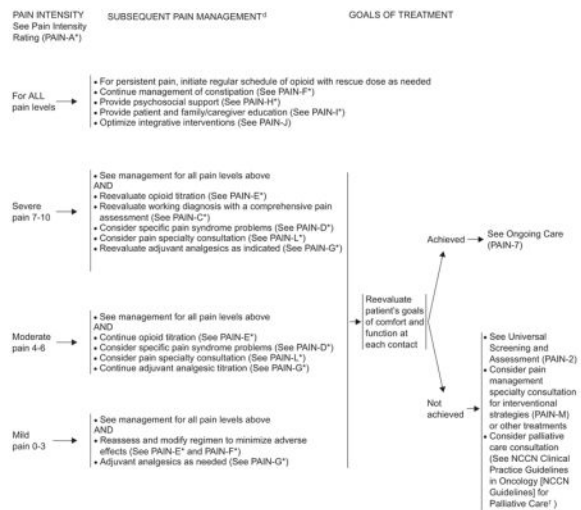 PAIN INTENSITY
See Pain Intensity
Rating (PAIN-A*)
SUBSEQUENT PAIN MANAGEMENTᵈ
GOALS OF TREATMENT
For ALL
pain levels
• For persistent pain, initiate regular schedule of opioid with rescue dose as needed
• Continue management of constipation (See PAIN-F*)
• Provide psychosocial support (See PAIN-H*)
• Provide patient and family/caregiver education (See PAIN-I*)
• Optimize integrative interventions (See PAIN-J)
Severe
pain 7-10
• See management for all pain levels above
AND
• Reevaluate opioid titration (See PAIN-E*)
• Reevaluate working diagnosis with a comprehensive pain
assessment (See PAIN-C*)
• Consider specific pain syndrome problems (See PAIN-D*)
• Consider pain specialty consultation (See PAIN-L*)
• Reevaluate adjuvant analgesics as indicated (See PAIN-G*)
Moderate
pain 4-6
• See management for all pain levels above
AND
• Continue opioid titration (See PAIN-E*)
• Consider specific pain syndrome problems (See PAIN-D*)
• Consider pain specialty consultation (See PAIN-L*)
• Continue adjuvant analgesic titration (See PAIN-G*)
Mild
pain 0-3
• See management for all pain levels above
AND
• Reassess and modify regimen to minimize adverse
effects (See PAIN-E* and PAIN-F*)
• Adjuvant analgesics as needed (See PAIN-G*)
Reevaluate
patient's goals
of comfort and
function at
each contact
Achieved
See Ongoing Care
(PAIN-7)
Not
achieved
• See Universal
Screening and
Assessment (PAIN-2)
• Consider pain
management
specialty consultation
for interventional
strategies (PAIN-M)
or other treatments
• Consider palliative
care consultation
(See NCCN Clinical
Practice Guidelines
in Oncology [NCCN
Guidelines] for
Palliative Care† )